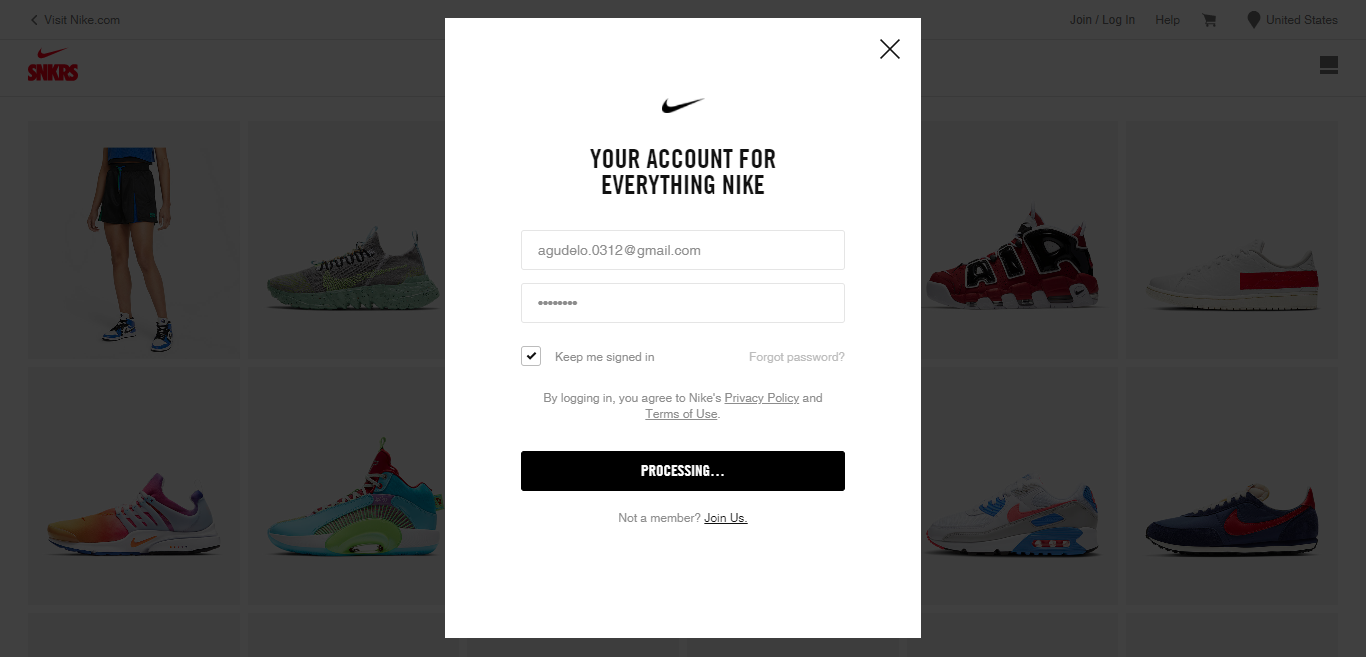 Visit Nike.com
Join / Log In
Help
United States
SNKRS
YOUR ACCOUNT FOR
EVERYTHING NIKE
agudelo.0312@gmail.com
••••••••
Keep me signed in
Forgot password?
By logging in, you agree to Nike's Privacy Policy and
Terms of Use.
PROCESSING...
Not a member? Join Us.
AIR